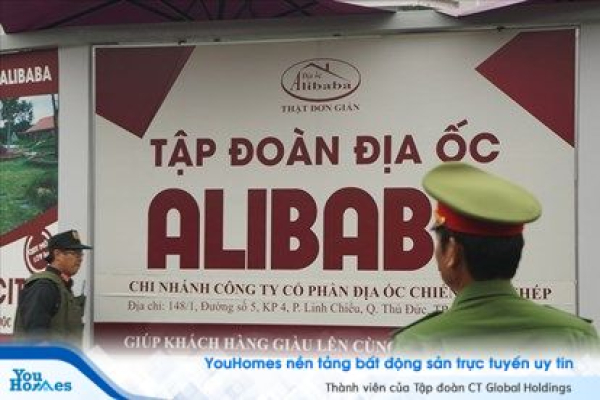 ALIBABA
Địa ốc
Alibaba
THẬT ĐƠN GIẢN
TẬP ĐOÀN ĐỊA ỐC
ALIBAB
CHI NHÁNH CÔNG TY CỔ PHẦN ĐỊA ỐC CHIẾN HÉP
Địa chỉ: 148/1, Đường số 5, KP 4, P. Linh Chiểu, Q. Thủ Đức,
GIÚP KHÁCH HÀNG GIÀU LÊN CÙNG
You
Homes
YouHomes nền tảng bất động sản trực tuyến uy tín
Thành viên của Tập đoàn CT Global Holdings